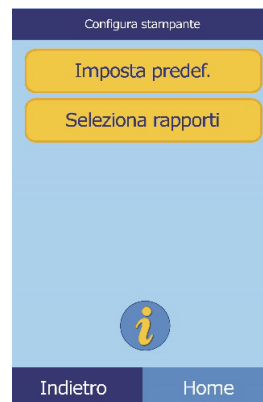 Configura stampante
Imposta predef.
Seleziona rapporti
i
Indietro
Home